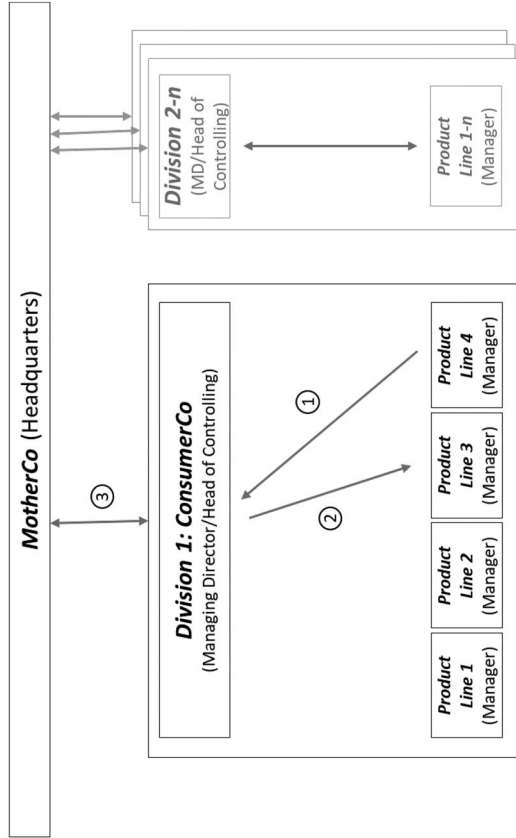 MotherCo (Headquarters)
3
Division 1: ConsumerCo
(Managing Director/Head of Controlling)
1
2
Product
Line 1
(Manager)
Product
Line 2
(Manager)
Product
Line 3
(Manager)
Product
Line 4
(Manager)
Division 2-n
(MD/Head of
Controlling)
Product
Line 1-n
(Manager)